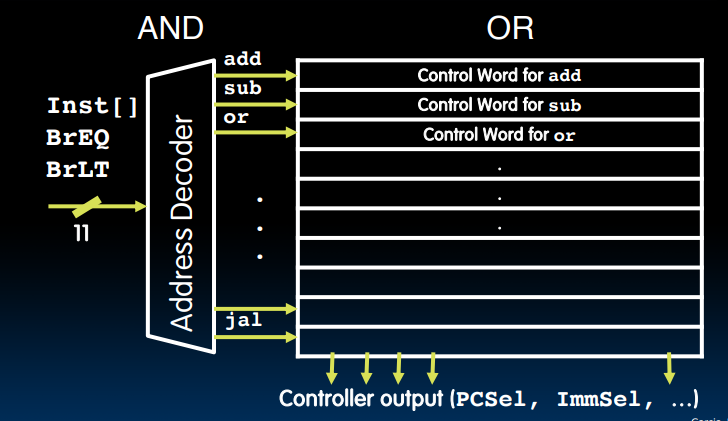 AND
OR
add
sub
or
Inst[]
BrEQ
BrLT
11
Address Decoder
Control Word for add
Control Word for sub
Control Word for or
.
.
.
.
.
.
jal
Controller output (PCSel, ImmSel, …)